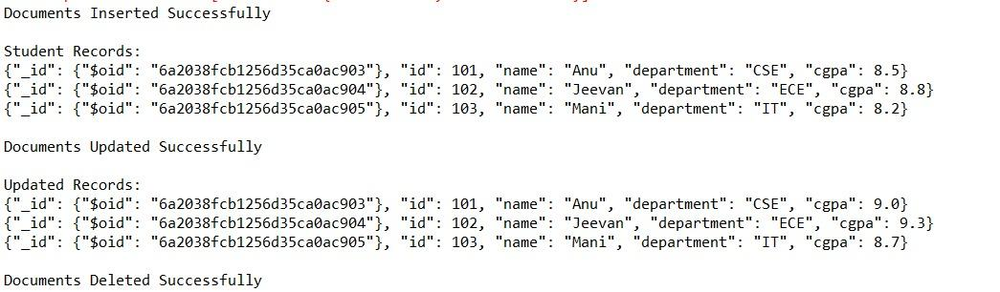 Documents Inserted Successfully
Student Records:
{"_id": {"$oid": "6a2038fcb1256d35ca0ac903"}, "id": 101, "name": "Anu", "department": "CSE", "cgpa": 8.5}
{"_id": {"$oid": "6a2038fcb1256d35ca0ac904"}, "id": 102, "name": "Jeevan", "department": "ECE", "cgpa": 8.8}
{"_id": {"$oid": "6a2038fcb1256d35ca0ac905"}, "id": 103, "name": "Mani", "department": "IT", "cgpa": 8.2}
Documents Updated Successfully
Updated Records:
{"_id": {"$oid": "6a2038fcb1256d35ca0ac903"}, "id": 101, "name": "Anu", "department": "CSE", "cgpa": 9.0}
{"_id": {"$oid": "6a2038fcb1256d35ca0ac904"}, "id": 102, "name": "Jeevan", "department": "ECE", "cgpa": 9.3}
{"_id": {"$oid": "6a2038fcb1256d35ca0ac905"}, "id": 103, "name": "Mani", "department": "IT", "cgpa": 8.7}
Documents Deleted Successfully